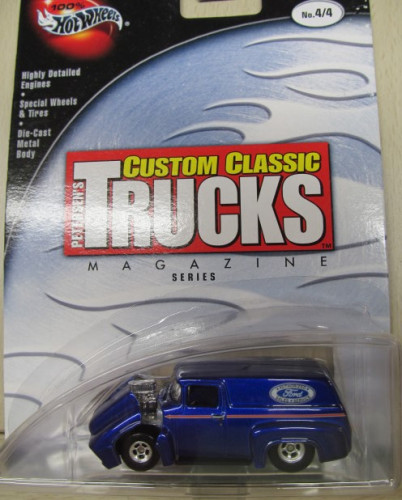 100%
Hot Wheels
No.4/4
Highly Detailed
Engines
•
Special Wheels
& Tires
•
Die-Cast
Metal
Body
CUSTOM CLASSIC
PETERSEN'S
TRUCKS
TM
MAGAZINE
SERIES
Ford